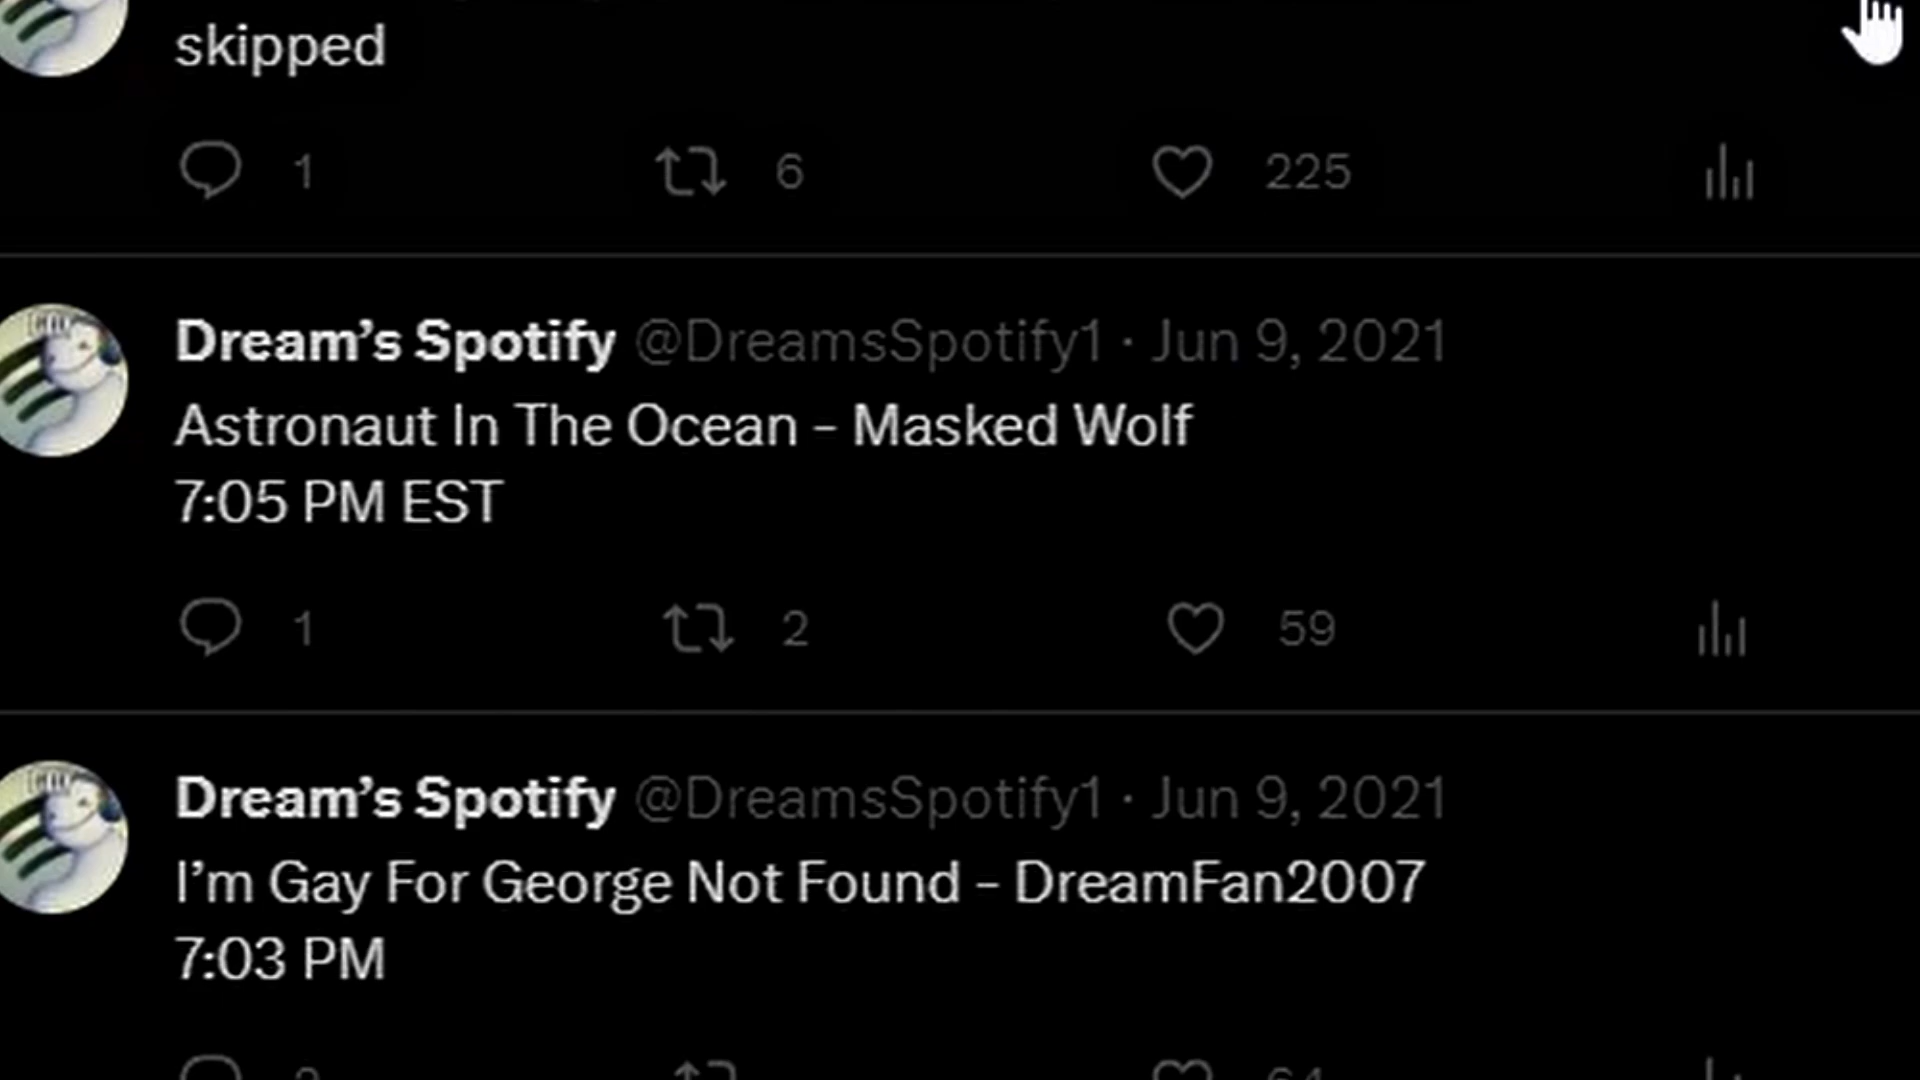 skipped
1 6 225
Dream’s Spotify @DreamsSpotify1 · Jun 9, 2021
Astronaut In The Ocean - Masked Wolf
7:05 PM EST
1 2 59
Dream’s Spotify @DreamsSpotify1 · Jun 9, 2021
I’m Gay For George Not Found - DreamFan2007
7:03 PM